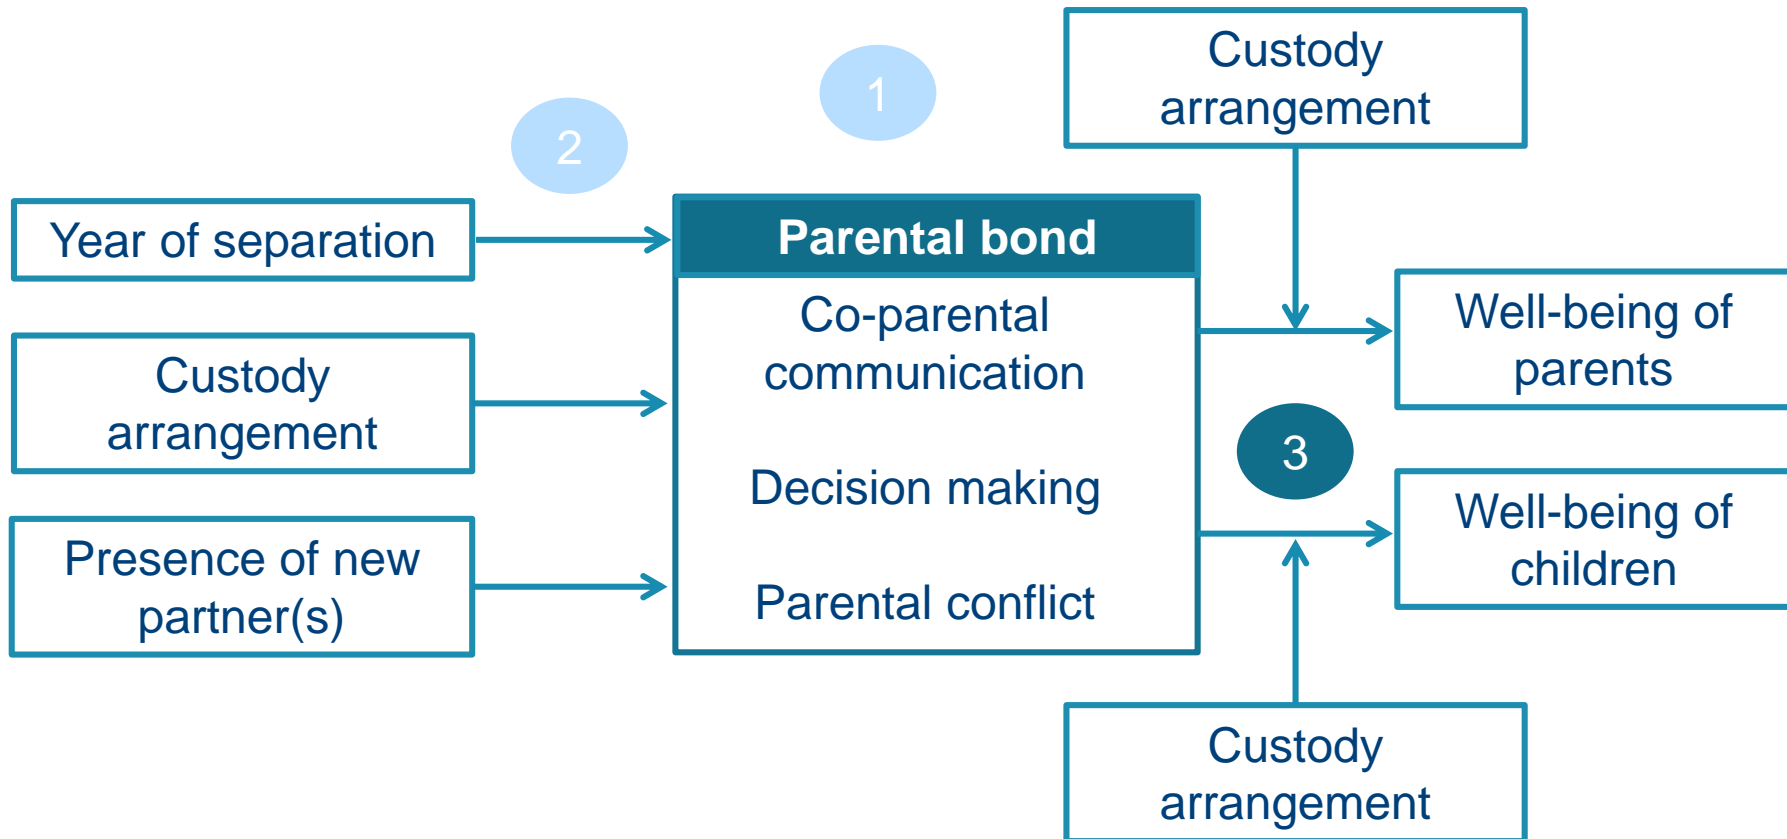 1
2
Custody
arrangement
Year of separation
Custody
arrangement
Presence of new
partner(s)
Parental bond
Co-parental
communication
Decision making
Parental conflict
3
Well-being of
parents
Well-being of
children
Custody
arrangement